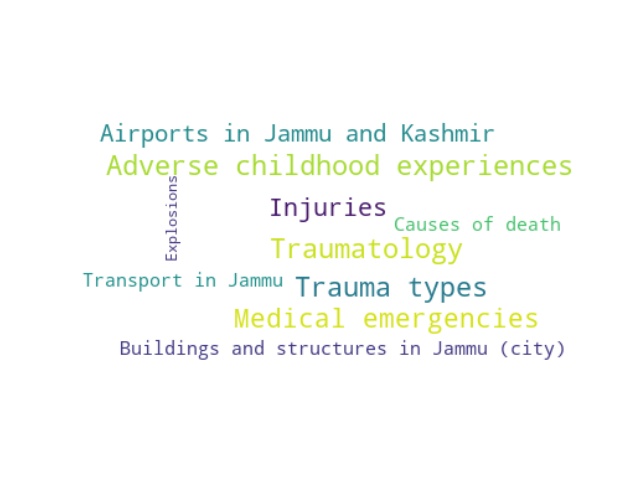 Airports in Jammu and Kashmir
Adverse childhood experiences
Explosions
Injuries
Causes of death
Traumatology
Transport in Jammu
Trauma types
Medical emergencies
Buildings and structures in Jammu (city)